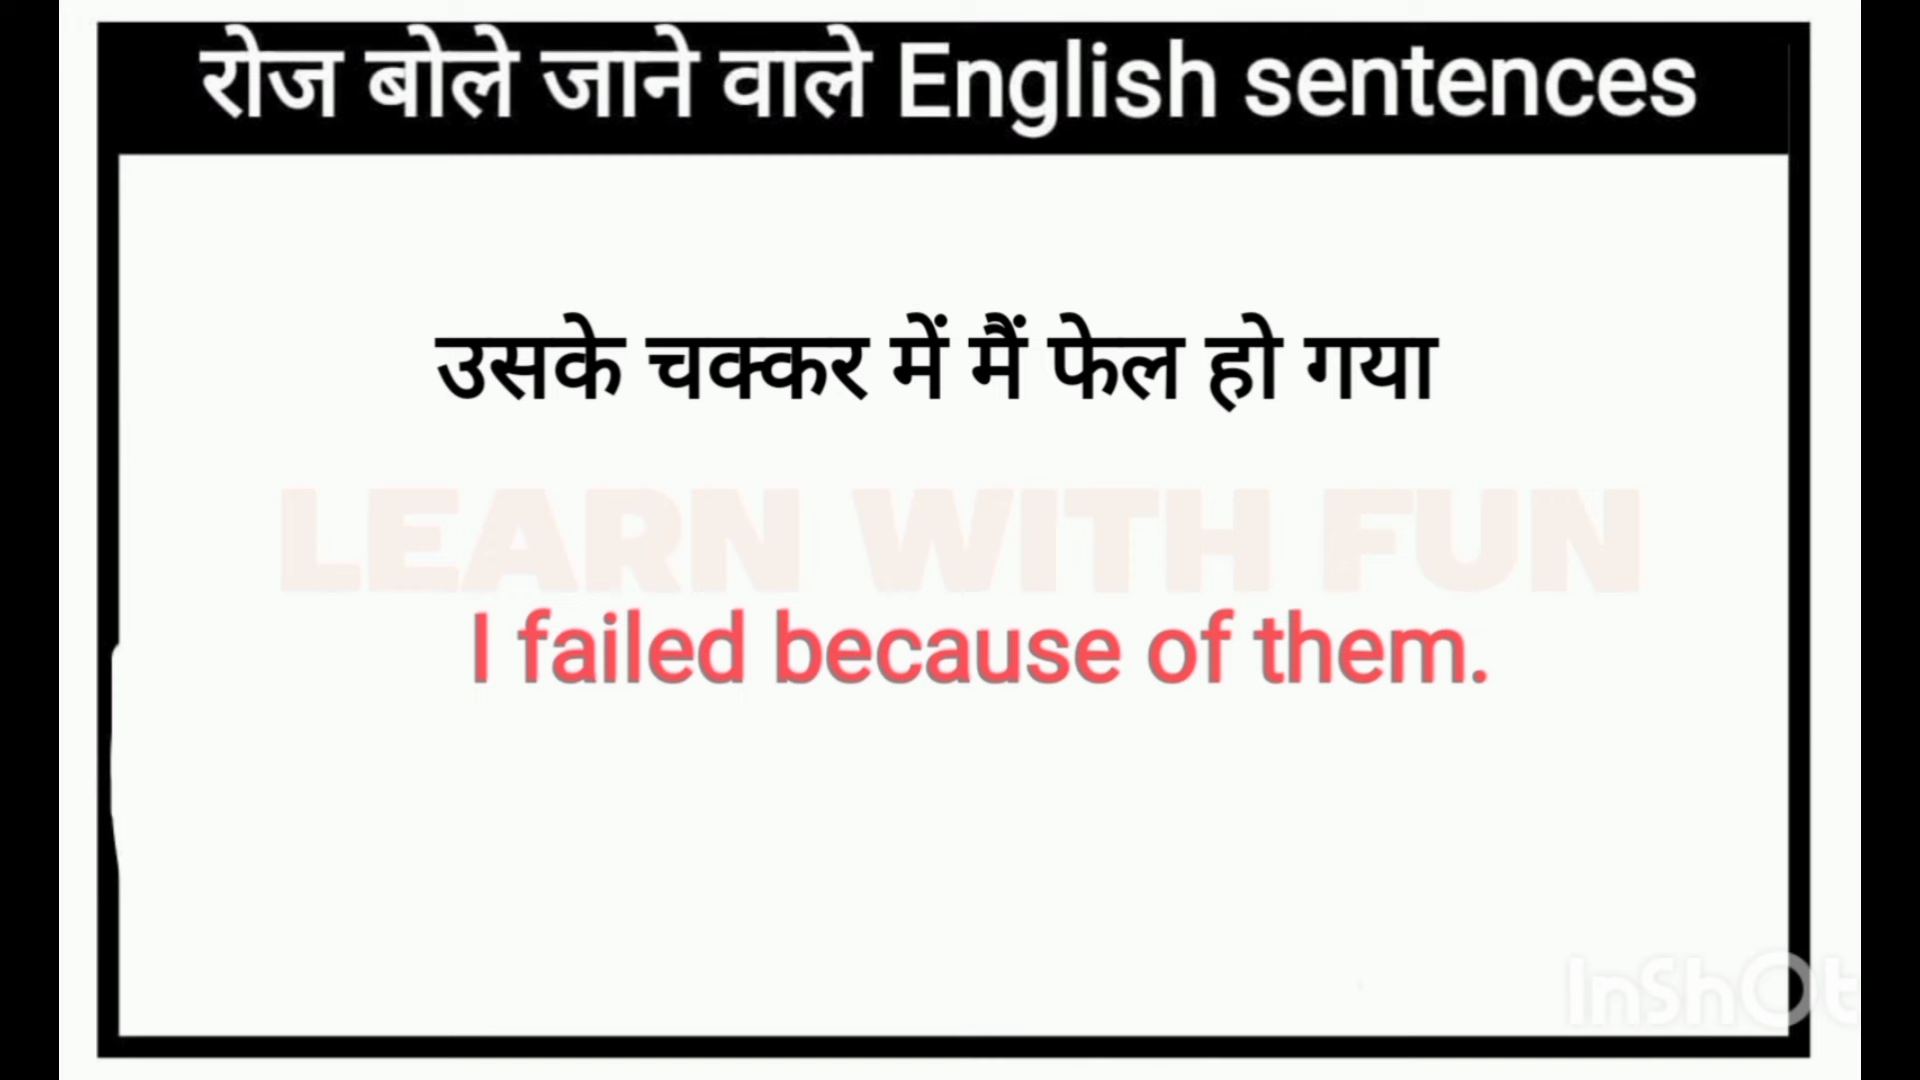 रोज बोले जाने वाले English sentences
उसके चक्कर में मैं फेल हो गया
LEARN WITH FUN
I failed because of them.
InShOt